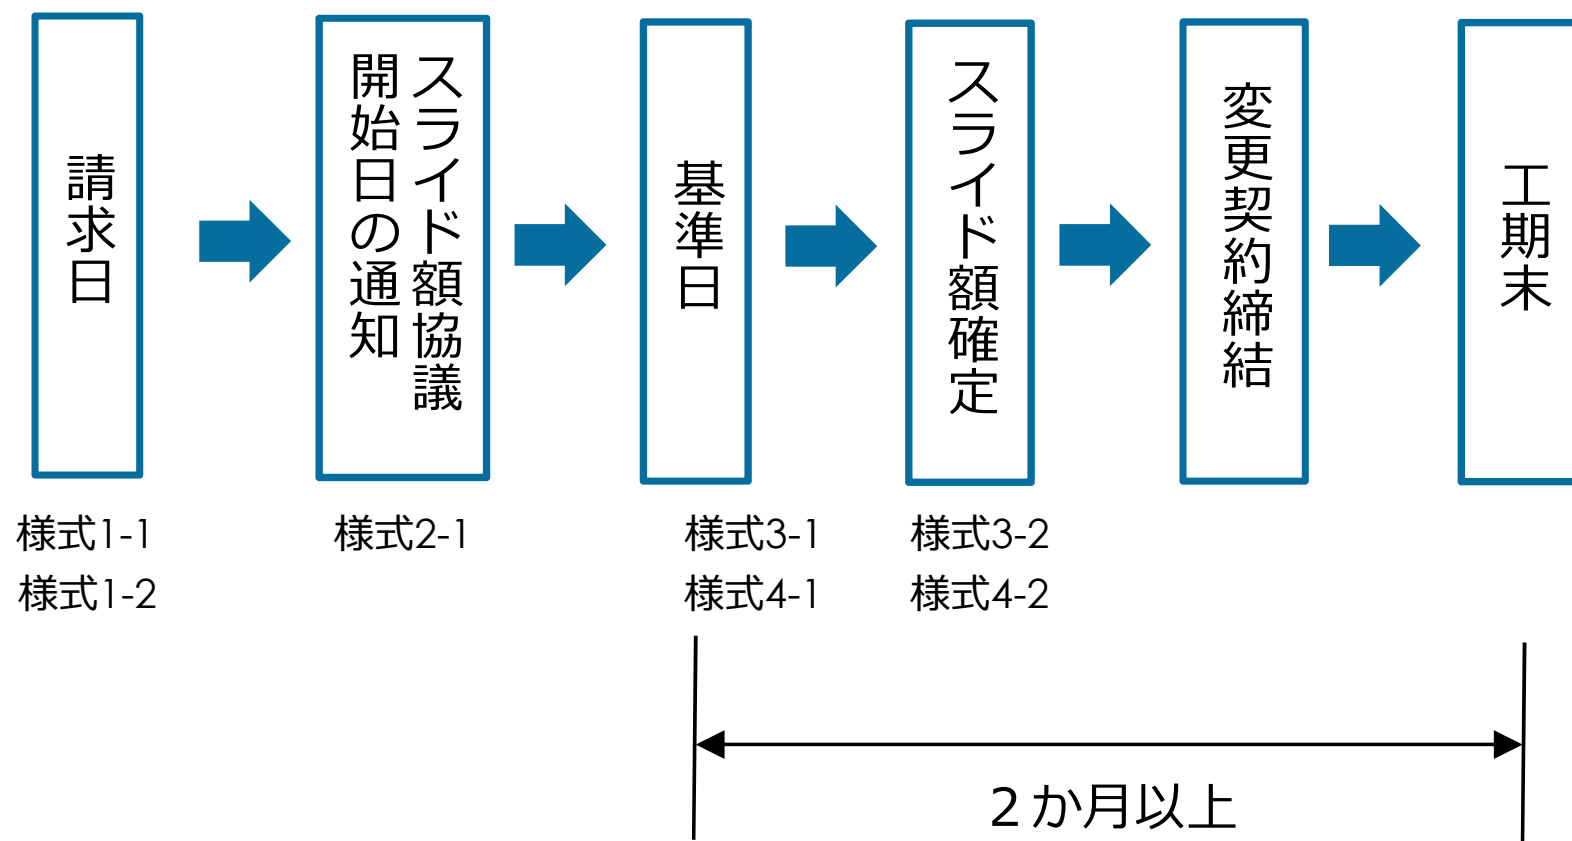 請求日
スライド額協議
開始日の通知
基準日
スライド額確定
変更契約締結
工期末
様式1-1
様式1-2
様式2-1
様式3-1
様式4-1
様式3-2
様式4-2
２か月以上